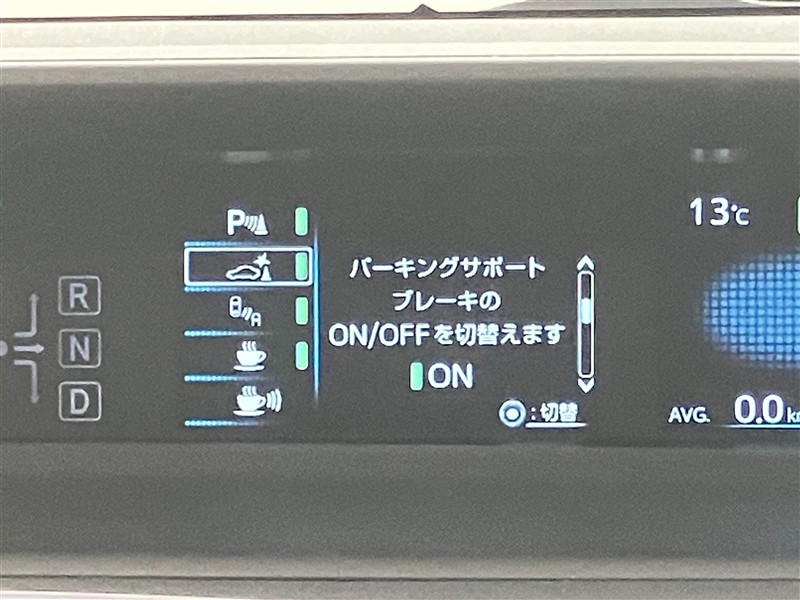 R
N
D
P
A
パーキングサポート
ブレーキの
ON/OFFを切替えます
ON
:切替
13℃
AVG. 0.0